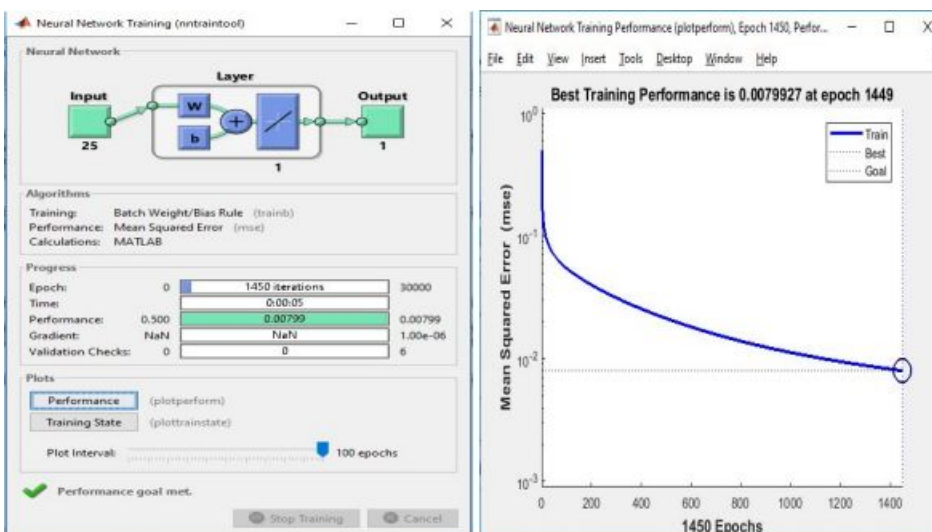 Neural Network Training (nntraintool)
Neural Network
Layer
Input
W
b
+
Output
25
1
1
Algorithms
Training: Batch Weight/Bias Rule (trainb)
Performance: Mean Squared Error (mse)
Calculations: MATLAB
Progress
Epoch: 0 1450 iterations 30000
Time: 0:00:05
Performance: 0.500 0.00799 0.00799
Gradient: NaN NaN 1.00e-06
Validation Checks: 0 0 6
Plots
Performance (plotperform)
Training State (plottrainstate)
Plot Interval: 100 epochs
Performance goal met.
Stop Training Cancel
Neural Network Training Performance (plotperform), Epoch 1450, Perfor...
File Edit View Insert Tools Desktop Window Help
Best Training Performance is 0.0079927 at epoch 1449
Mean Squared Error (mse)
10^0
10^-1
10^-2
10^-3
Train
Best
Goal
0 200 400 600 800 1000 1200 1400
1450 Epochs